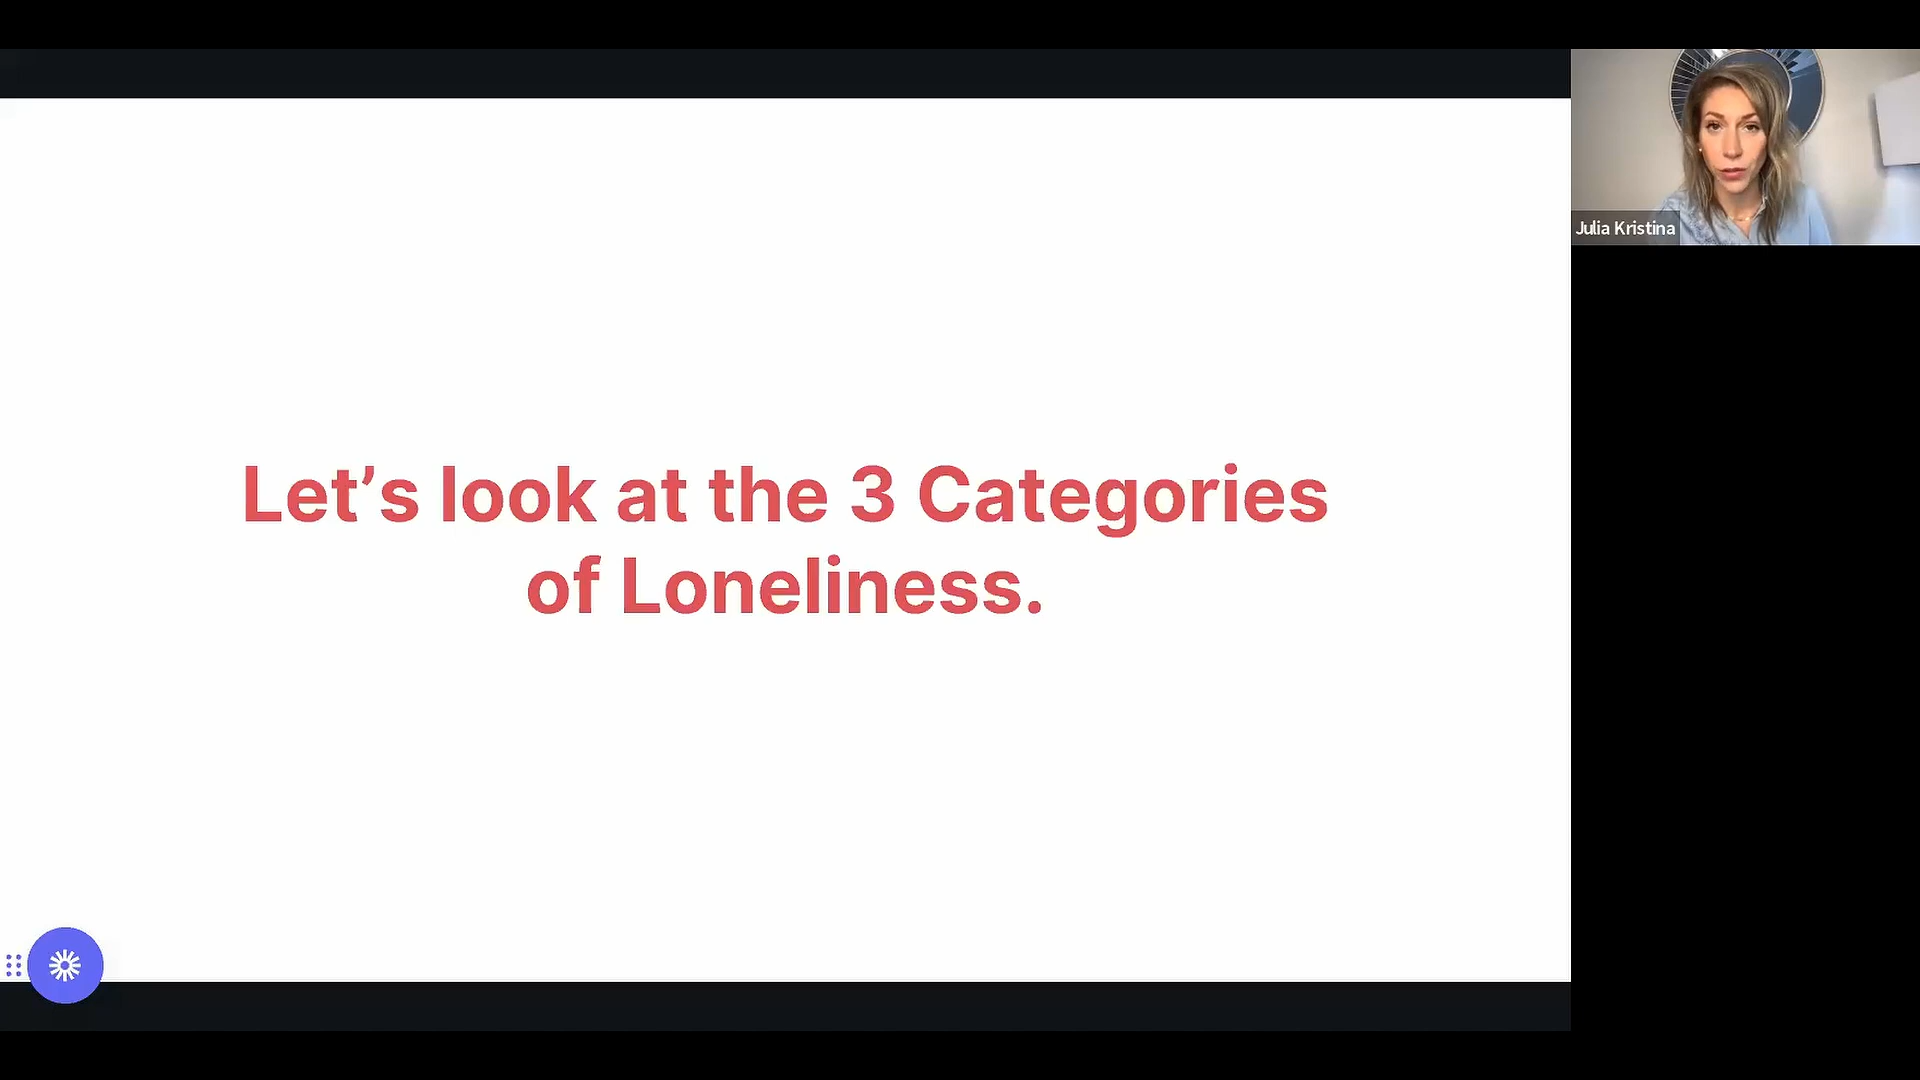 Let’s look at the 3 Categories
of Loneliness.
Julia Kristina